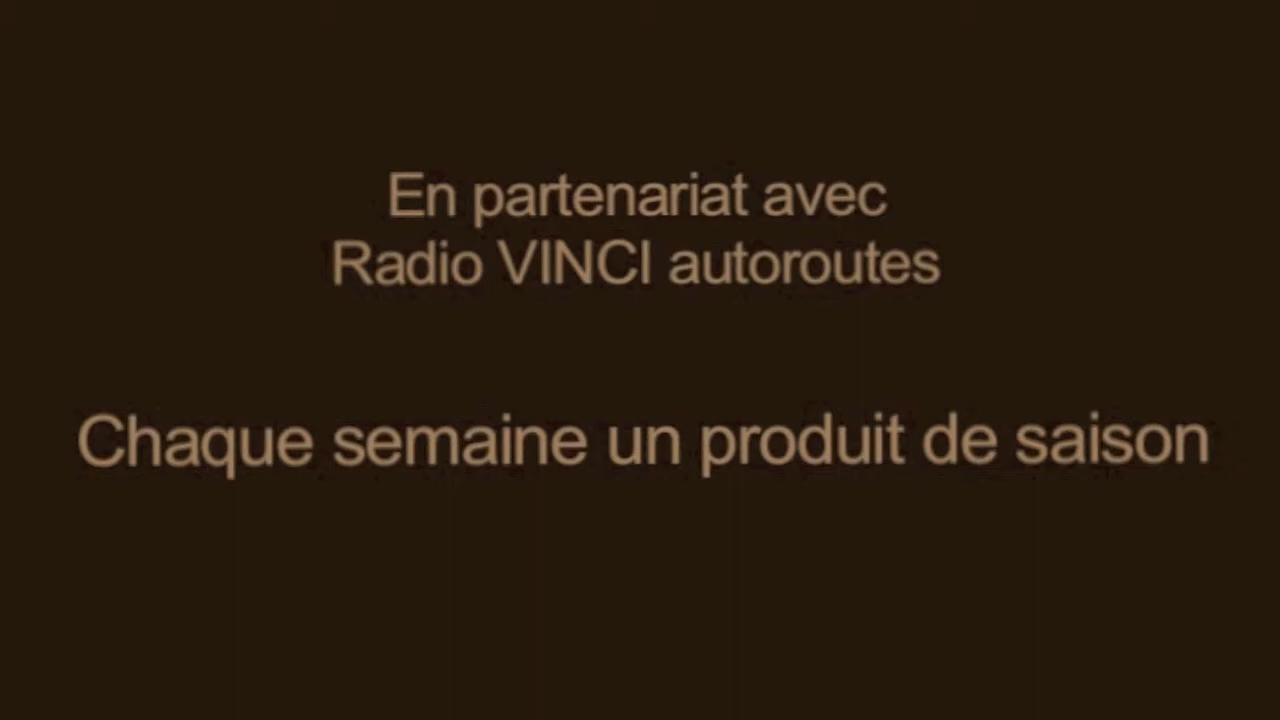 En partenariat avec
Radio VINCI autoroutes
Chaque semaine un produit de saison